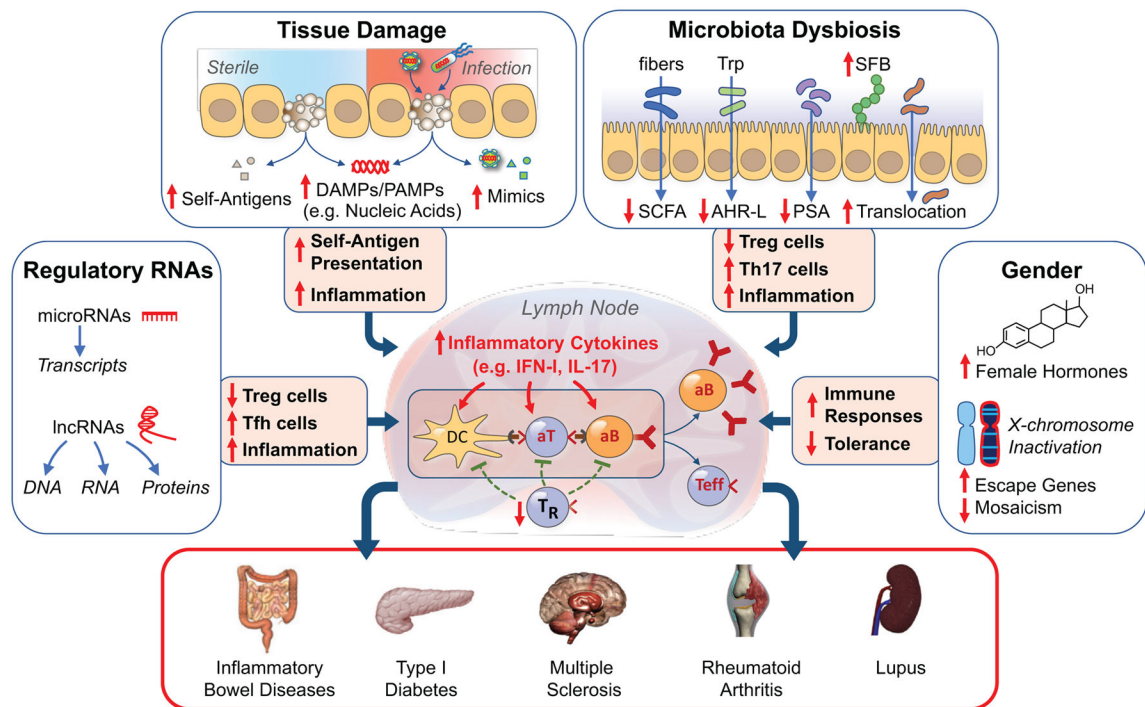 Tissue Damage
Sterile
Infection
Self-Antigens
DAMPs/PAMPs
(e.g. Nucleic Acids)
Mimics
Microbiota Dysbiosis
fibers
Trp
SFB
SCFA
AHR-L
PSA
Translocation
Self-Antigen
Presentation
Inflammation
Treg cells
Th17 cells
Inflammation
Regulatory RNAs
microRNAs
Transcripts
lncRNAs
DNA
RNA
Proteins
Treg cells
Tfh cells
Inflammation
Lymph Node
Inflammatory Cytokines
(e.g. IFN-I, IL-17)
DC
aT
aB
aB
Teff
TR
Immune
Responses
Tolerance
Gender
OH
HO
Female Hormones
X-chromosome
Inactivation
Escape Genes
Mosaicism
Inflammatory
Bowel Diseases
Type I
Diabetes
Multiple
Sclerosis
Rheumatoid
Arthritis
Lupus